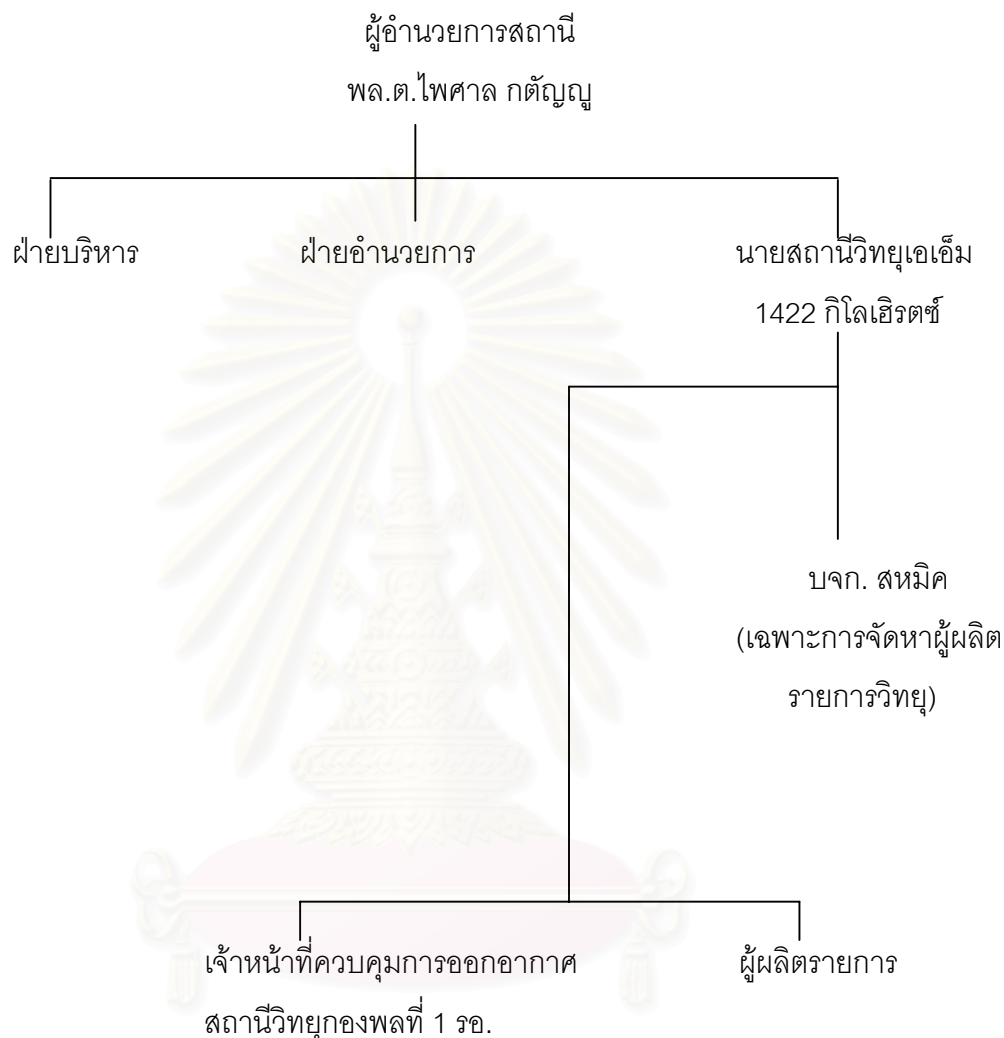 ผู้อำนวยการสถานี
พล.ต.ไพศาล กตัญญู
ฝ่ายบริหาร
ฝ่ายอำนวยการ
นายสถานีวิทยุเอเอ็ม
1422 กิโลเฮิรตซ์
บจก. สหมิค
(เฉพาะการจัดหาผู้ผลิต
รายการวิทยุ)
เจ้าหน้าที่ควบคุมการออกอากาศ
สถานีวิทยุกองพลที่ 1 รอ.
ผู้ผลิตรายการ